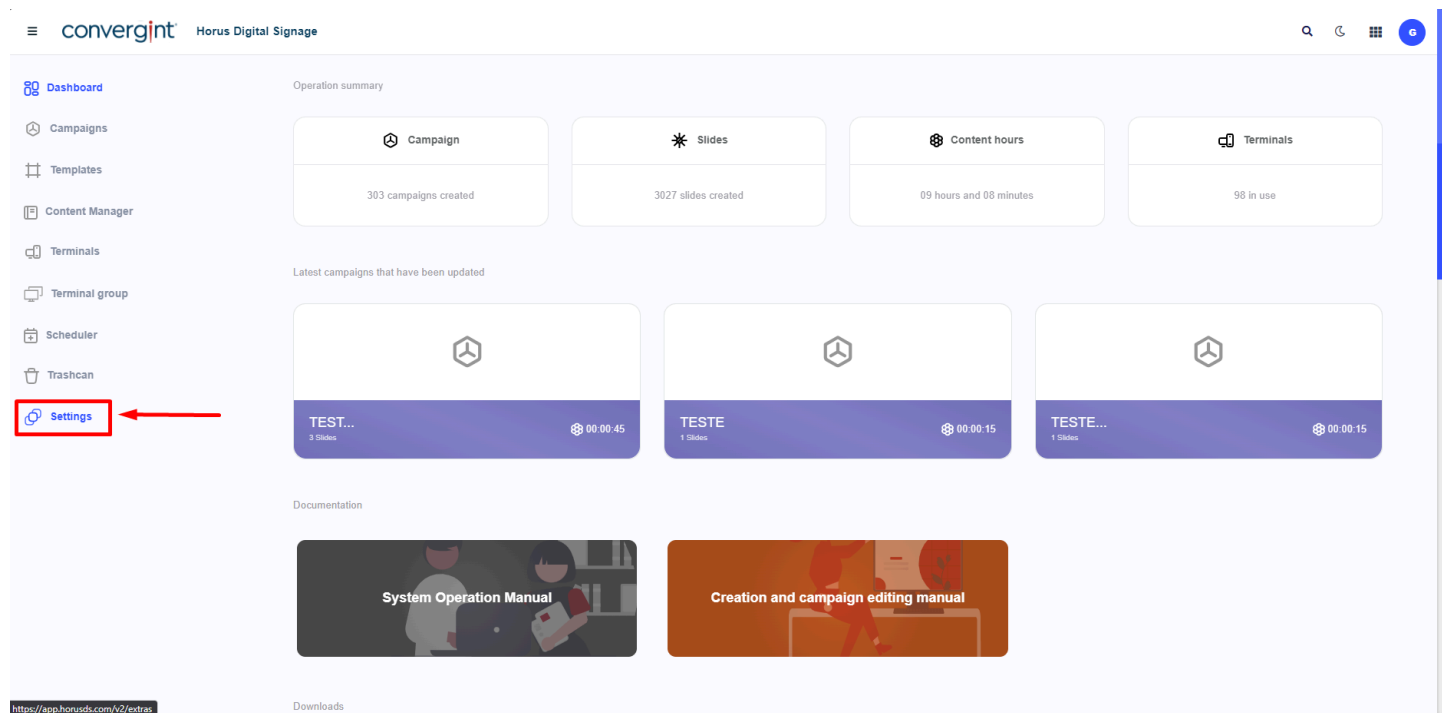 convergint
Horus Digital Signage
G
Dashboard
Campaigns
Templates
Content Manager
Terminals
Terminal group
Scheduler
Trashcan
Settings
Operation summary
Campaign
303 campaigns created
Slides
3027 slides created
Content hours
09 hours and 08 minutes
Terminals
98 in use
Latest campaigns that have been updated
TEST...
3 Slides
00:00:45
TESTE
1 Slides
00:00:15
TESTE...
1 Slides
00:00:15
Documentation
System Operation Manual
Creation and campaign editing manual
Downloads
https://app.horusds.com/v2/extras